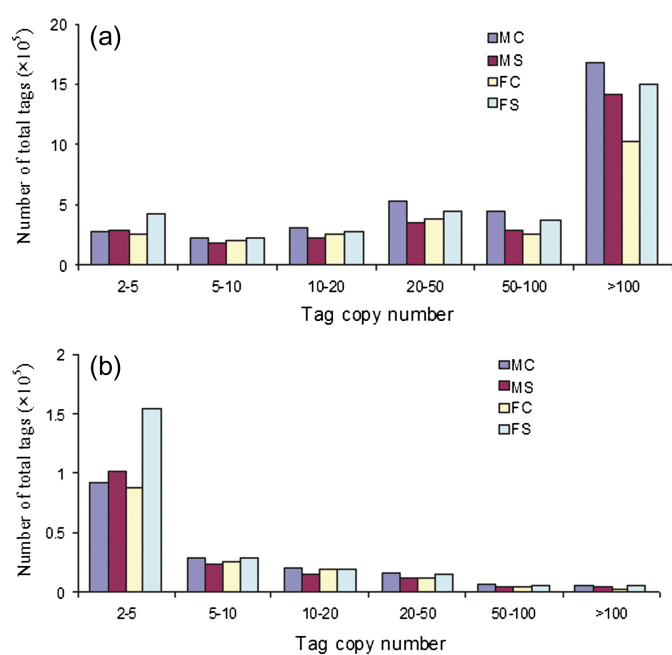 (a)
Number of total tags (×10⁵)
20
15
10
5
0
MC
MS
FC
FS
2-5 5-10 10-20 20-50 50-100 >100
Tag copy number
(b)
Number of total tags (×10⁵)
2
1.5
1
0.5
0
MC
MS
FC
FS
2-5 5-10 10-20 20-50 50-100 >100
Tag copy number